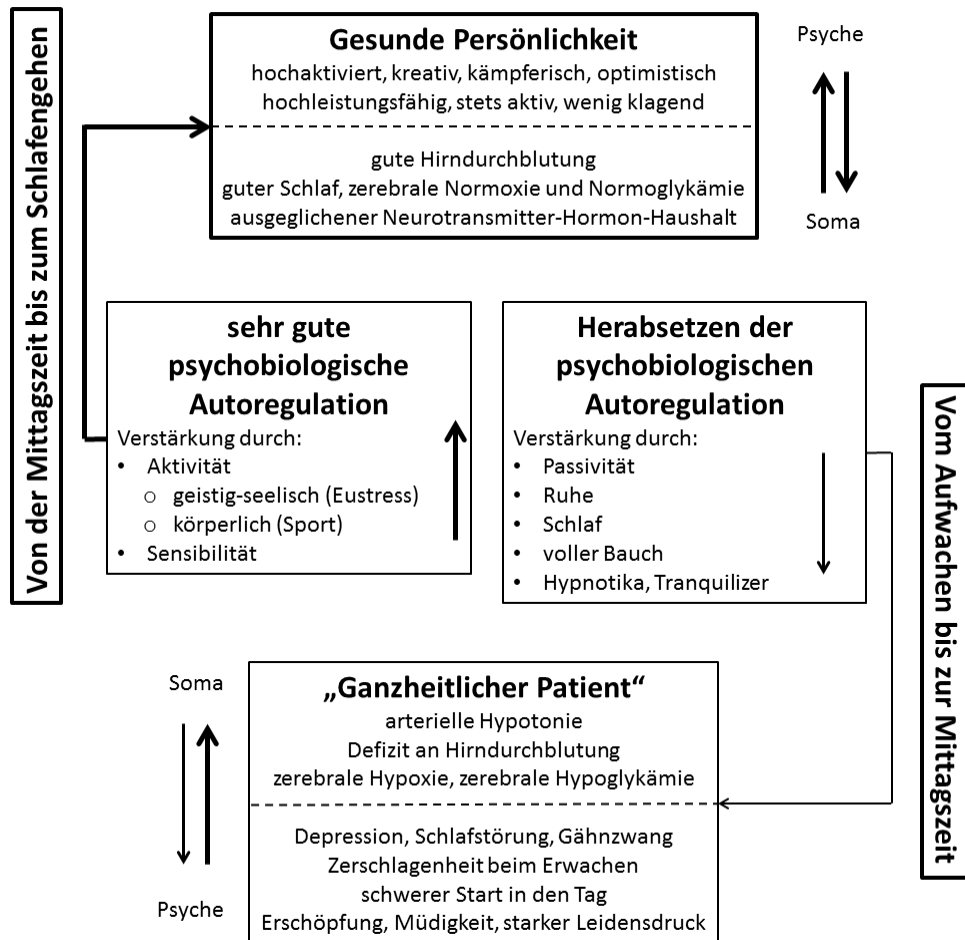 Von der Mittagszeit bis zum Schlafengehen
Gesunde Persönlichkeit
hochaktiviert, kreativ, kämpferisch, optimistisch
hochleistungsfähig, stets aktiv, wenig klagend
gute Hirndurchblutung
guter Schlaf, zerebrale Normoxie und Normoglykämie
ausgeglichener Neurotransmitter-Hormon-Haushalt
Psyche
Soma
sehr gute
psychobiologische
Autoregulation
Verstärkung durch:
• Aktivität
o geistig-seelisch (Eustress)
o körperlich (Sport)
• Sensibilität
Herabsetzen der
psychobiologischen
Autoregulation
Verstärkung durch:
• Passivität
• Ruhe
• Schlaf
• voller Bauch
• Hypnotika, Tranquilizer
Vom Aufwachen bis zur Mittagszeit
Soma
Psyche
„Ganzheitlicher Patient“
arterielle Hypotonie
Defizit an Hirndurchblutung
zerebrale Hypoxie, zerebrale Hypoglykämie
Depression, Schlafstörung, Gähnzwang
Zerschlagenheit beim Erwachen
schwerer Start in den Tag
Erschöpfung, Müdigkeit, starker Leidensdruck